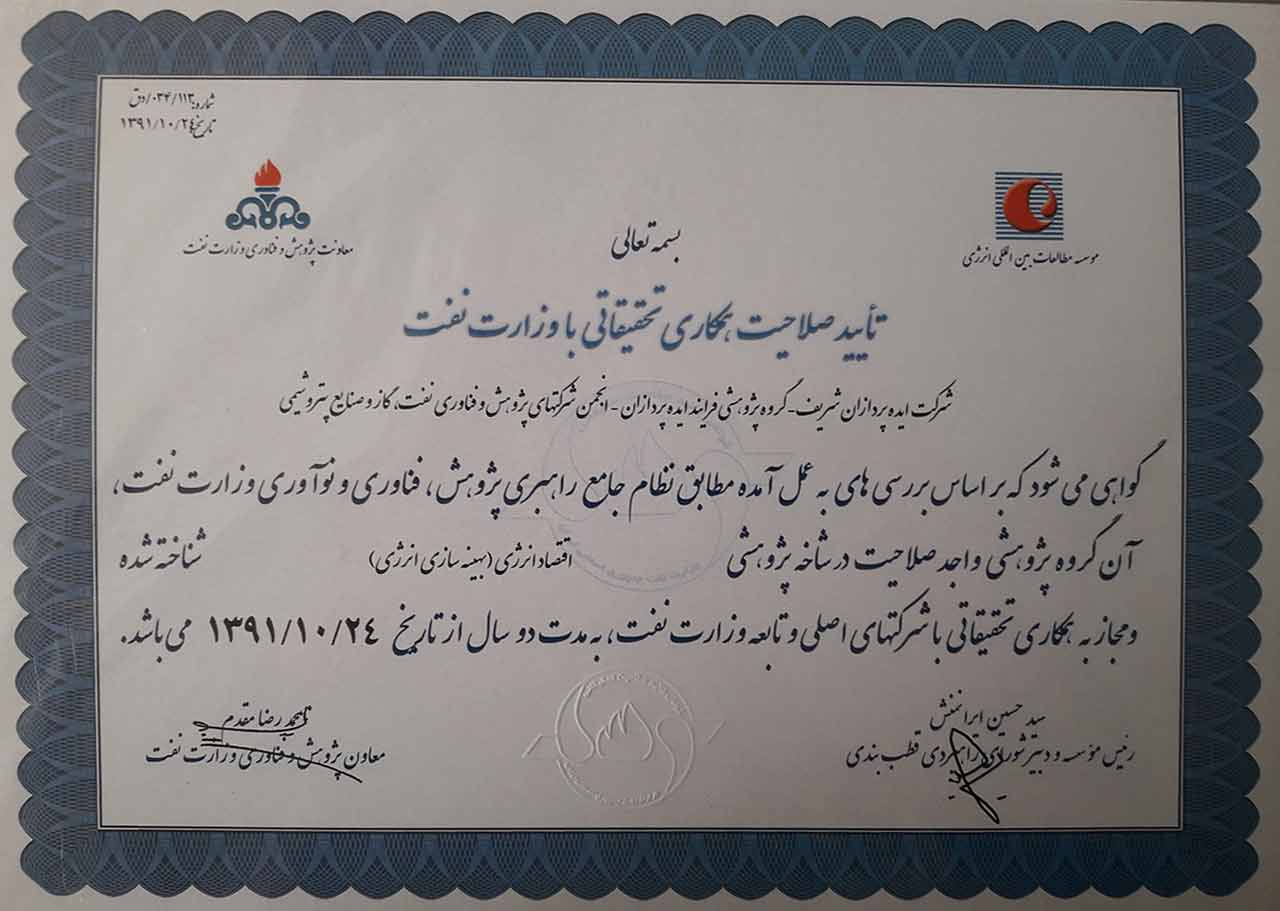 شماره: ۰۳۴/۱۱۳/دق
تاریخ: ۱۳۹۱/۱۰/۲۴
معاونت پژوهش و فناوری وزارت نفت
موسسه مطالعات بین المللی انرژی
بسمه تعالی
تأیید صلاحیت همکاری تحقیقاتی با وزارت نفت
شرکت ایده پردازان شریف - گروه پژوهشی فرایند ایده پردازان - انجمن شرکتهای پژوهش و فناوری نفت، گاز و صنایع پتروشیمی
گواهی می شود که بر اساس بررسی های به عمل آمده مطابق نظام جامع راهبری پژوهش، فناوری و نوآوری وزارت نفت،
آن گروه پژوهشی واجد صلاحیت در شاخه پژوهشی اقتصاد انرژی (بهینه سازی انرژی) شناخته شده
و مجاز به همکاری تحقیقاتی با شرکتهای اصلی و تابعه وزارت نفت، به مدت دو سال از تاریخ ۱۳۹۱/۱۰/۲۴ می باشد.
سید حسین ایرانمنش
رئیس مؤسسه و دبیر شورای راهبردی قطب بندی
محمد رضا مقدم
معاون پژوهش و فناوری وزارت نفت